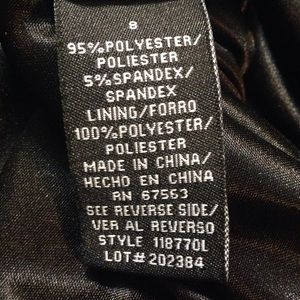 8
95%POLYESTER/
POLIESTER
5%SPANDEX/
SPANDEX
LINING/FORRO
100%POLYESTER/
POLIESTER
MADE IN CHINA/
HECHO EN CHINA
RN 67553
SEE REVERSE SIDE/
VER AL REVERSO
STYLE 118770L
LOT# 202384